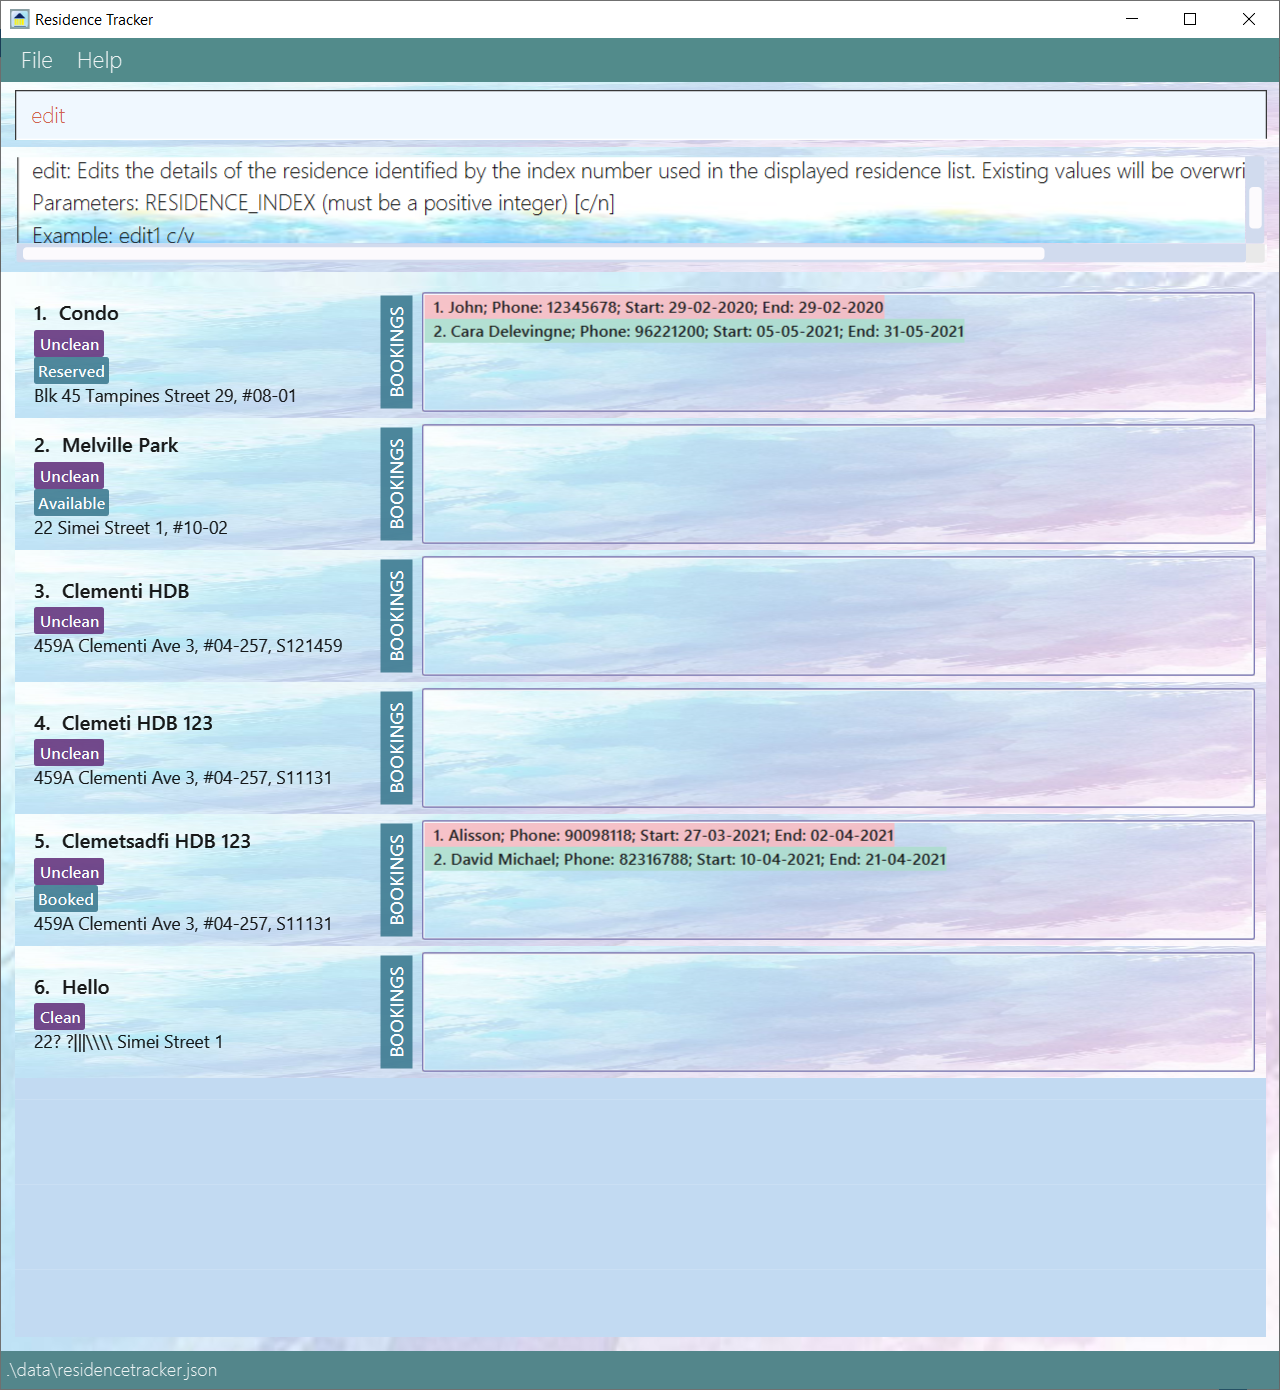 Residence Tracker
File Help
edit
edit: Edits the details of the residence identified by the index number used in the displayed residence list. Existing values will be overwri
Parameters: RESIDENCE_INDEX (must be a positive integer) [c/n]
Example: edit1 c/y
1. Condo
Unclean
Reserved
Blk 45 Tampines Street 29, #08-01
BOOKINGS
1. John; Phone: 12345678; Start: 29-02-2020; End: 29-02-2020
2. Cara Delevingne; Phone: 96221200; Start: 05-05-2021; End: 31-05-2021
2. Melville Park
Unclean
Available
22 Simei Street 1, #10-02
BOOKINGS
3. Clementi HDB
Unclean
459A Clementi Ave 3, #04-257, S121459
BOOKINGS
4. Clemeti HDB 123
Unclean
459A Clementi Ave 3, #04-257, S11131
BOOKINGS
5. Clemetsadfi HDB 123
Unclean
Booked
459A Clementi Ave 3, #04-257, S11131
BOOKINGS
1. Alisson; Phone: 90098118; Start: 27-03-2021; End: 02-04-2021
2. David Michael; Phone: 82316788; Start: 10-04-2021; End: 21-04-2021
6. Hello
Clean
22? ?|||\\\\ Simei Street 1
BOOKINGS
.\data\residencetracker.json